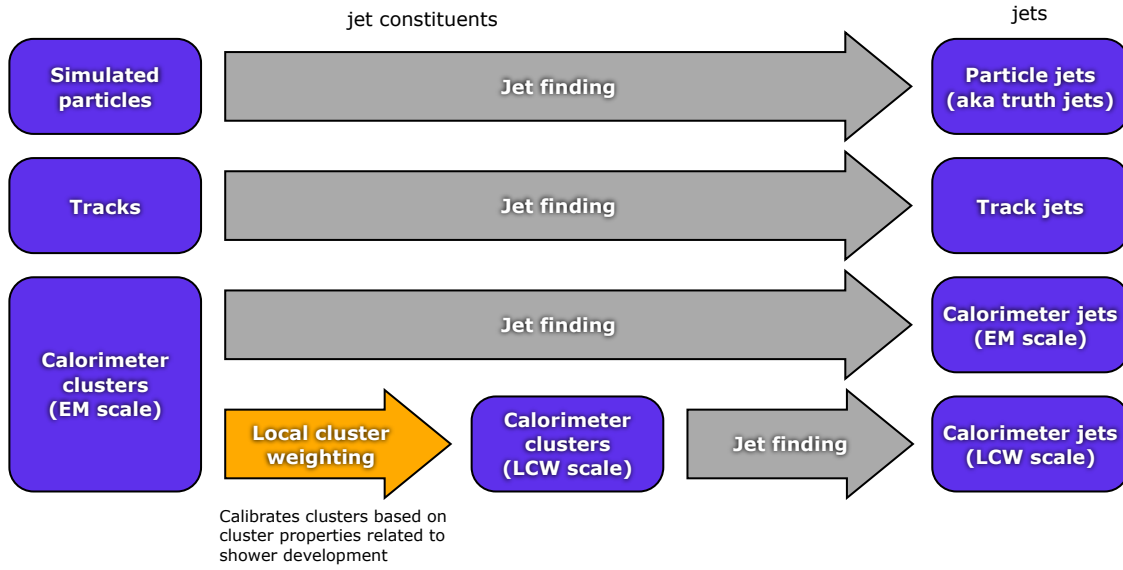 jet constituents
jets
Simulated
particles
Jet finding
Particle jets
(aka truth jets)
Tracks
Jet finding
Track jets
Calorimeter
clusters
(EM scale)
Jet finding
Calorimeter jets
(EM scale)
Local cluster
weighting
Calorimeter
clusters
(LCW scale)
Jet finding
Calorimeter jets
(LCW scale)
Calibrates clusters based on
cluster properties related to
shower development